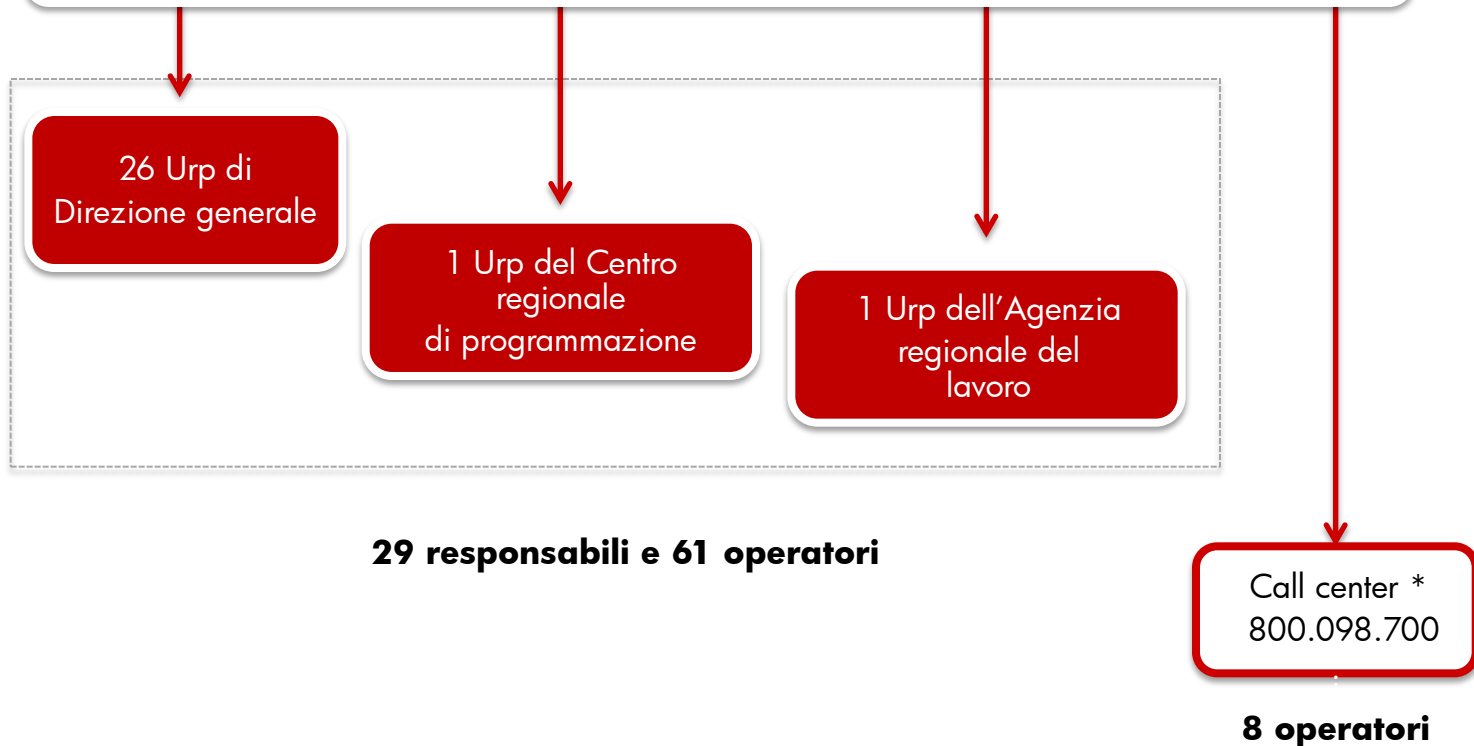 26 Urp di
Direzione generale
1 Urp del Centro
regionale
di programmazione
1 Urp dell’Agenzia
regionale del
lavoro
29 responsabili e 61 operatori
Call center *
800.098.700
8 operatori